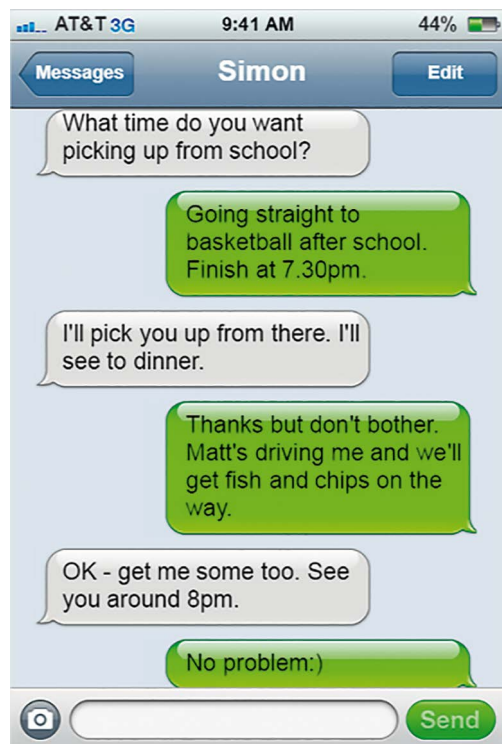 AT&T 3G 9:41 AM 44%
Messages Simon Edit
What time do you want
picking up from school?
Going straight to
basketball after school.
Finish at 7.30pm.
I'll pick you up from there. I'll
see to dinner.
Thanks but don't bother.
Matt's driving me and we'll
get fish and chips on the
way.
OK - get me some too. See
you around 8pm.
No problem:)
Send